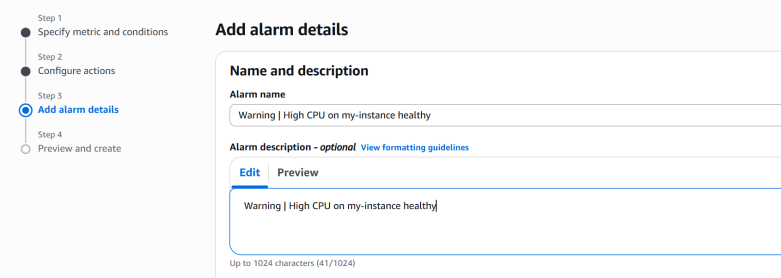 Step 1
Specify metric and conditions
Step 2
Configure actions
Step 3
Add alarm details
Step 4
Preview and create
Add alarm details
Name and description
Alarm name
Warning | High CPU on my-instance healthy
Alarm description - optional View formatting guidelines
Edit Preview
Warning | High CPU on my-instance healthy
Up to 1024 characters (41/1024)